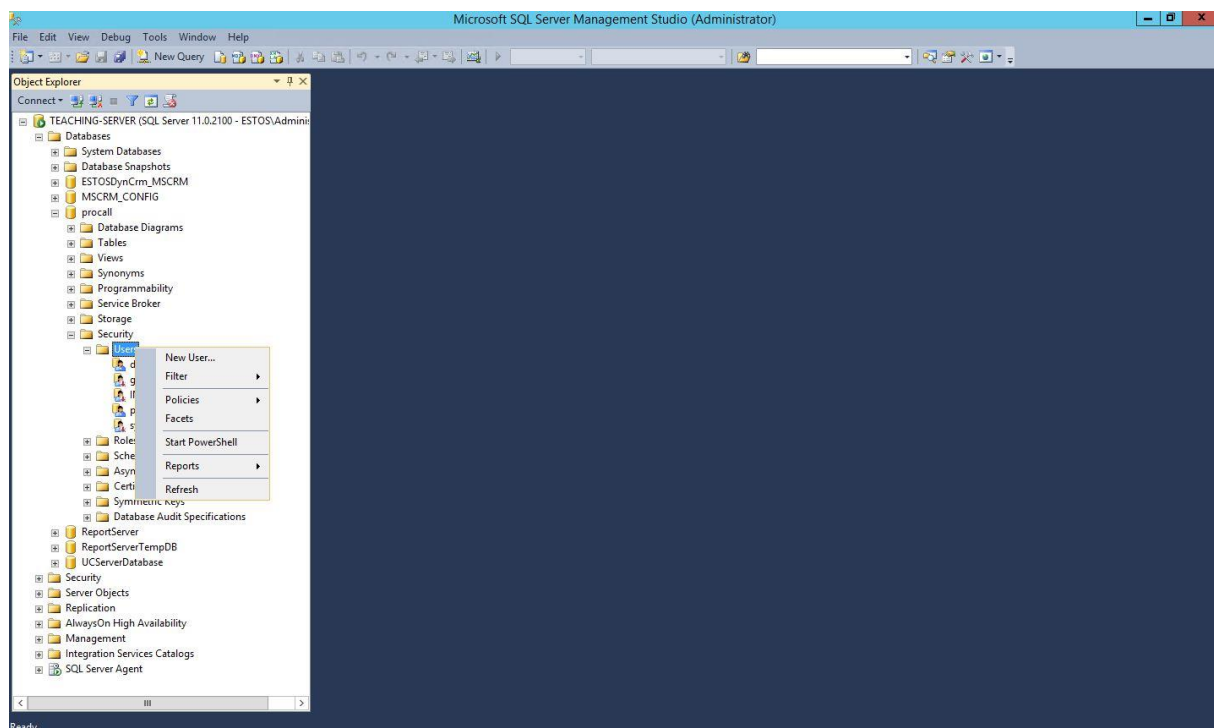 Microsoft SQL Server Management Studio (Administrator)
File Edit View Debug Tools Window Help
New Query
Object Explorer
Connect
TEACHING-SERVER (SQL Server 11.0.2100 - ESTOS\Adminis
Databases
System Databases
Database Snapshots
ESTOSDynCrm_MSCRM
MSCRM_CONFIG
procall
Database Diagrams
Tables
Views
Synonyms
Programmability
Service Broker
Storage
Security
Users
New User...
Filter
Policies
Facets
Start PowerShell
Reports
Refresh
d
g
p
s
Roles
Sche
Asyn
Certi
Symmetric Keys
Database Audit Specifications
ReportServer
ReportServerTempDB
UCServerDatabase
Security
Server Objects
Replication
AlwaysOn High Availability
Management
Integration Services Catalogs
SQL Server Agent
Ready